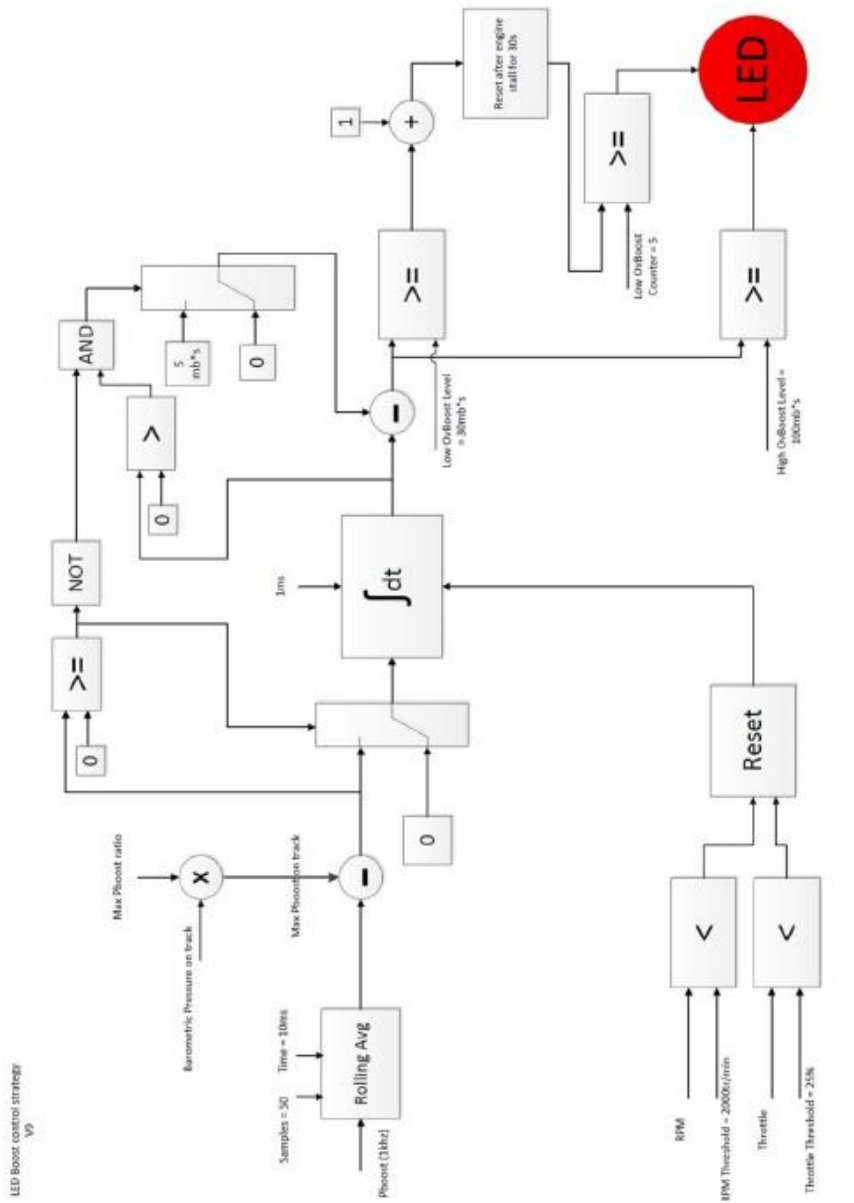 LED Boost control strategy
V9
Pboost (1khz)
Samples = 50
Time = 10ms
Rolling Avg
Barometric Pressure on track
Max Pboost ratio
X
Max Pboost on track
-
0
>=
0
NOT
AND
0
>
5
mb*s
0
1ms
∫dt
-
Low OvBoost Level
= 30mb*s
>=
1
+
Reset after engine
stall for 30s
Low OvBoost
Counter = 5
>=
High OvBoost Level =
100mb*s
>=
LED
RPM
RPM Threshold = 2000tr/min
<
Throttle
Throttle Threshold = 25%
<
Reset